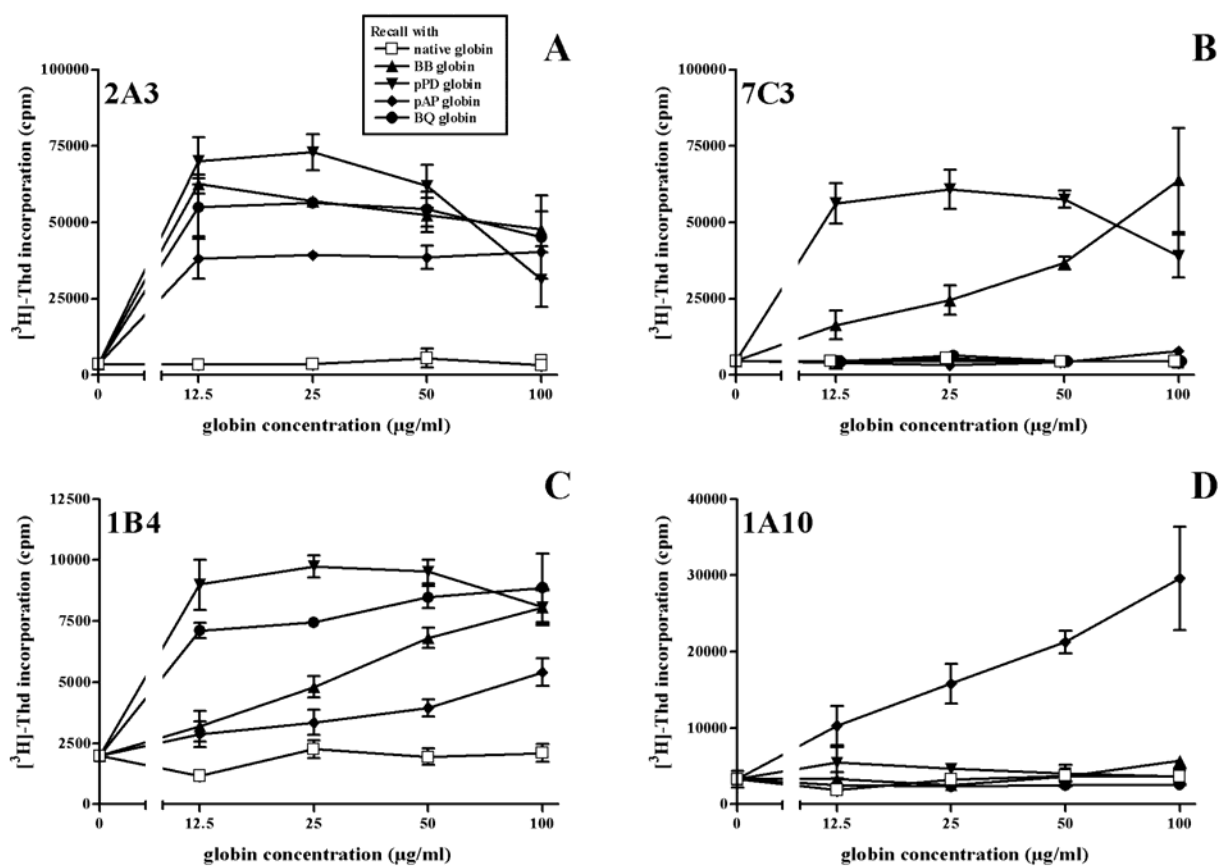 Recall with
native globin
BB globin
pPD globin
pAP globin
BQ globin
A
2A3
[³H]-Thd incorporation (cpm)
100000
75000
50000
25000
0
0 12.5 25 50 100
globin concentration (µg/ml)
B
7C3
[³H]-Thd incorporation (cpm)
100000
75000
50000
25000
0
0 12.5 25 50 100
globin concentration (µg/ml)
C
1B4
[³H]-Thd incorporation (cpm)
12500
10000
7500
5000
2500
0
0 12.5 25 50 100
globin concentration (µg/ml)
D
1A10
[³H]-Thd incorporation (cpm)
40000
30000
20000
10000
0
0 12.5 25 50 100
globin concentration (µg/ml)